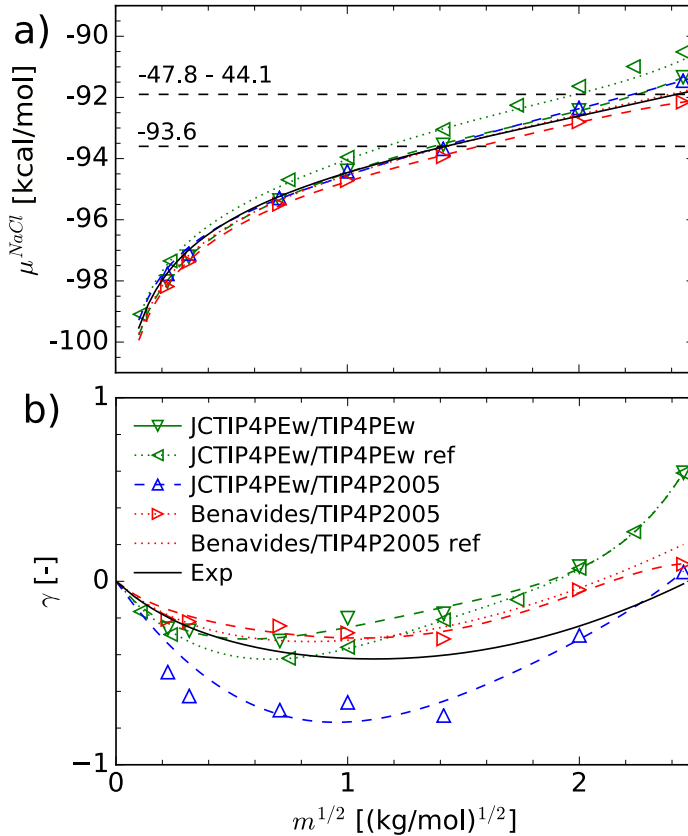 a)
-90
-92
-94
-96
-98
-100
μ^{NaCl} [kcal/mol]
-47.8 - 44.1
-93.6
b)
1
0
−1
γ [-]
JCTIP4PEw/TIP4PEw
JCTIP4PEw/TIP4PEw ref
JCTIP4PEw/TIP4P2005
Benavides/TIP4P2005
Benavides/TIP4P2005 ref
Exp
0
1
2
m^{1/2} [(kg/mol)^{1/2}]